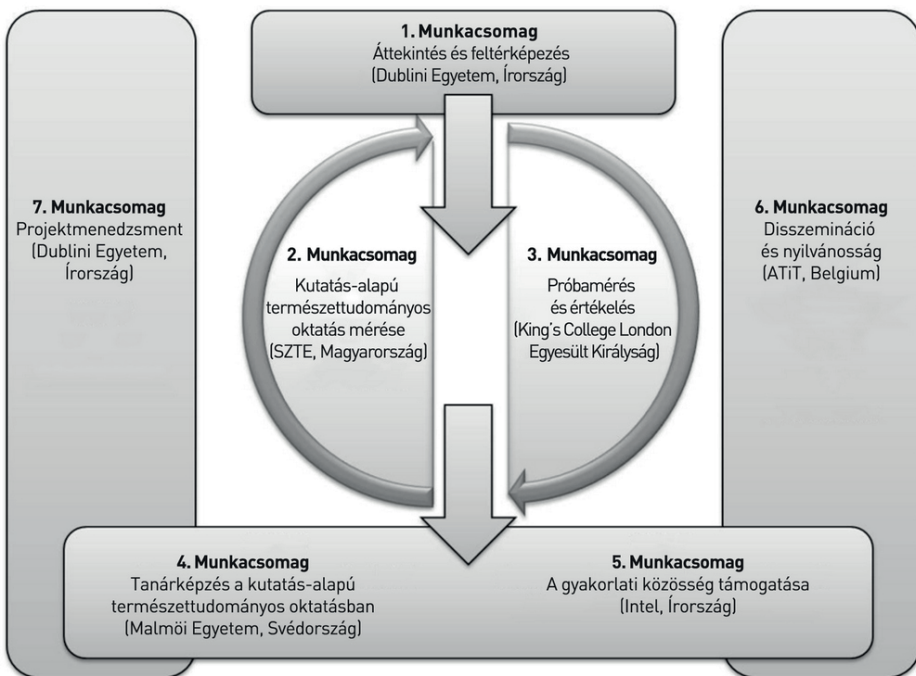 1. Munkacsomag
Áttekintés és feltérképezés
(Dublini Egyetem, Írország)
7. Munkacsomag
Projektmenedzsment
(Dublini Egyetem,
Írország)
2. Munkacsomag
Kutatás-alapú
természettudományos
oktatás mérése
(SZTE, Magyarország)
3. Munkacsomag
Próbamérés
és értékelés
(King's College London
Egyesült Királyság)
6. Munkacsomag
Disszemináció
és nyilvánosság
(ATiT, Belgium)
4. Munkacsomag
Tanárképzés a kutatás-alapú
természettudományos oktatásban
(Malmöi Egyetem, Svédország)
5. Munkacsomag
A gyakorlati közösség támogatása
(Intel, Írország)